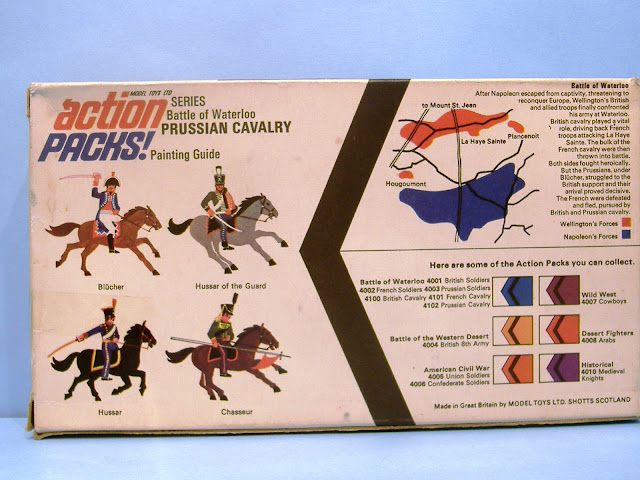 MODEL TOYS LTD
action
PACKS!
SERIES
Battle of Waterloo
PRUSSIAN CAVALRY
Painting Guide
Blücher
Hussar of the Guard
Hussar
Chasseur
to Mount St. Jean
La Haye Sainte
Plancenoit
Hougoumont
Battle of Waterloo
After Napoleon escaped from captivity, threatening to
reconquer Europe, Wellington's British
and allied troops finally confronted
his army at Waterloo.
British cavalry played a vital
role, driving back French
troops attacking La Haye
Sainte. The bulk of the
French cavalry were then
thrown into battle.
Both sides fought heroically.
But the Prussians, under
Blücher, struggled to the
British support and their
arrival proved decisive.
The French were defeated
and fled, pursued by
British and Prussian cavalry.
Wellington's Forces
Napoleon's Forces
Here are some of the Action Packs you can collect.
Battle of Waterloo 4001 British Soldiers
4002 French Soldiers 4003 Prussian Soldiers
4100 British Cavalry 4101 French Cavalry
4102 Prussian Cavalry
Wild West
4007 Cowboys
Battle of the Western Desert
4004 British 8th Army
Desert Fighters
4008 Arabs
American Civil War
4005 Union Soldiers
4006 Confederate Soldiers
Historical
4010 Medieval
Knights
Made in Great Britain by MODEL TOYS LTD. SHOTTS SCOTLAND